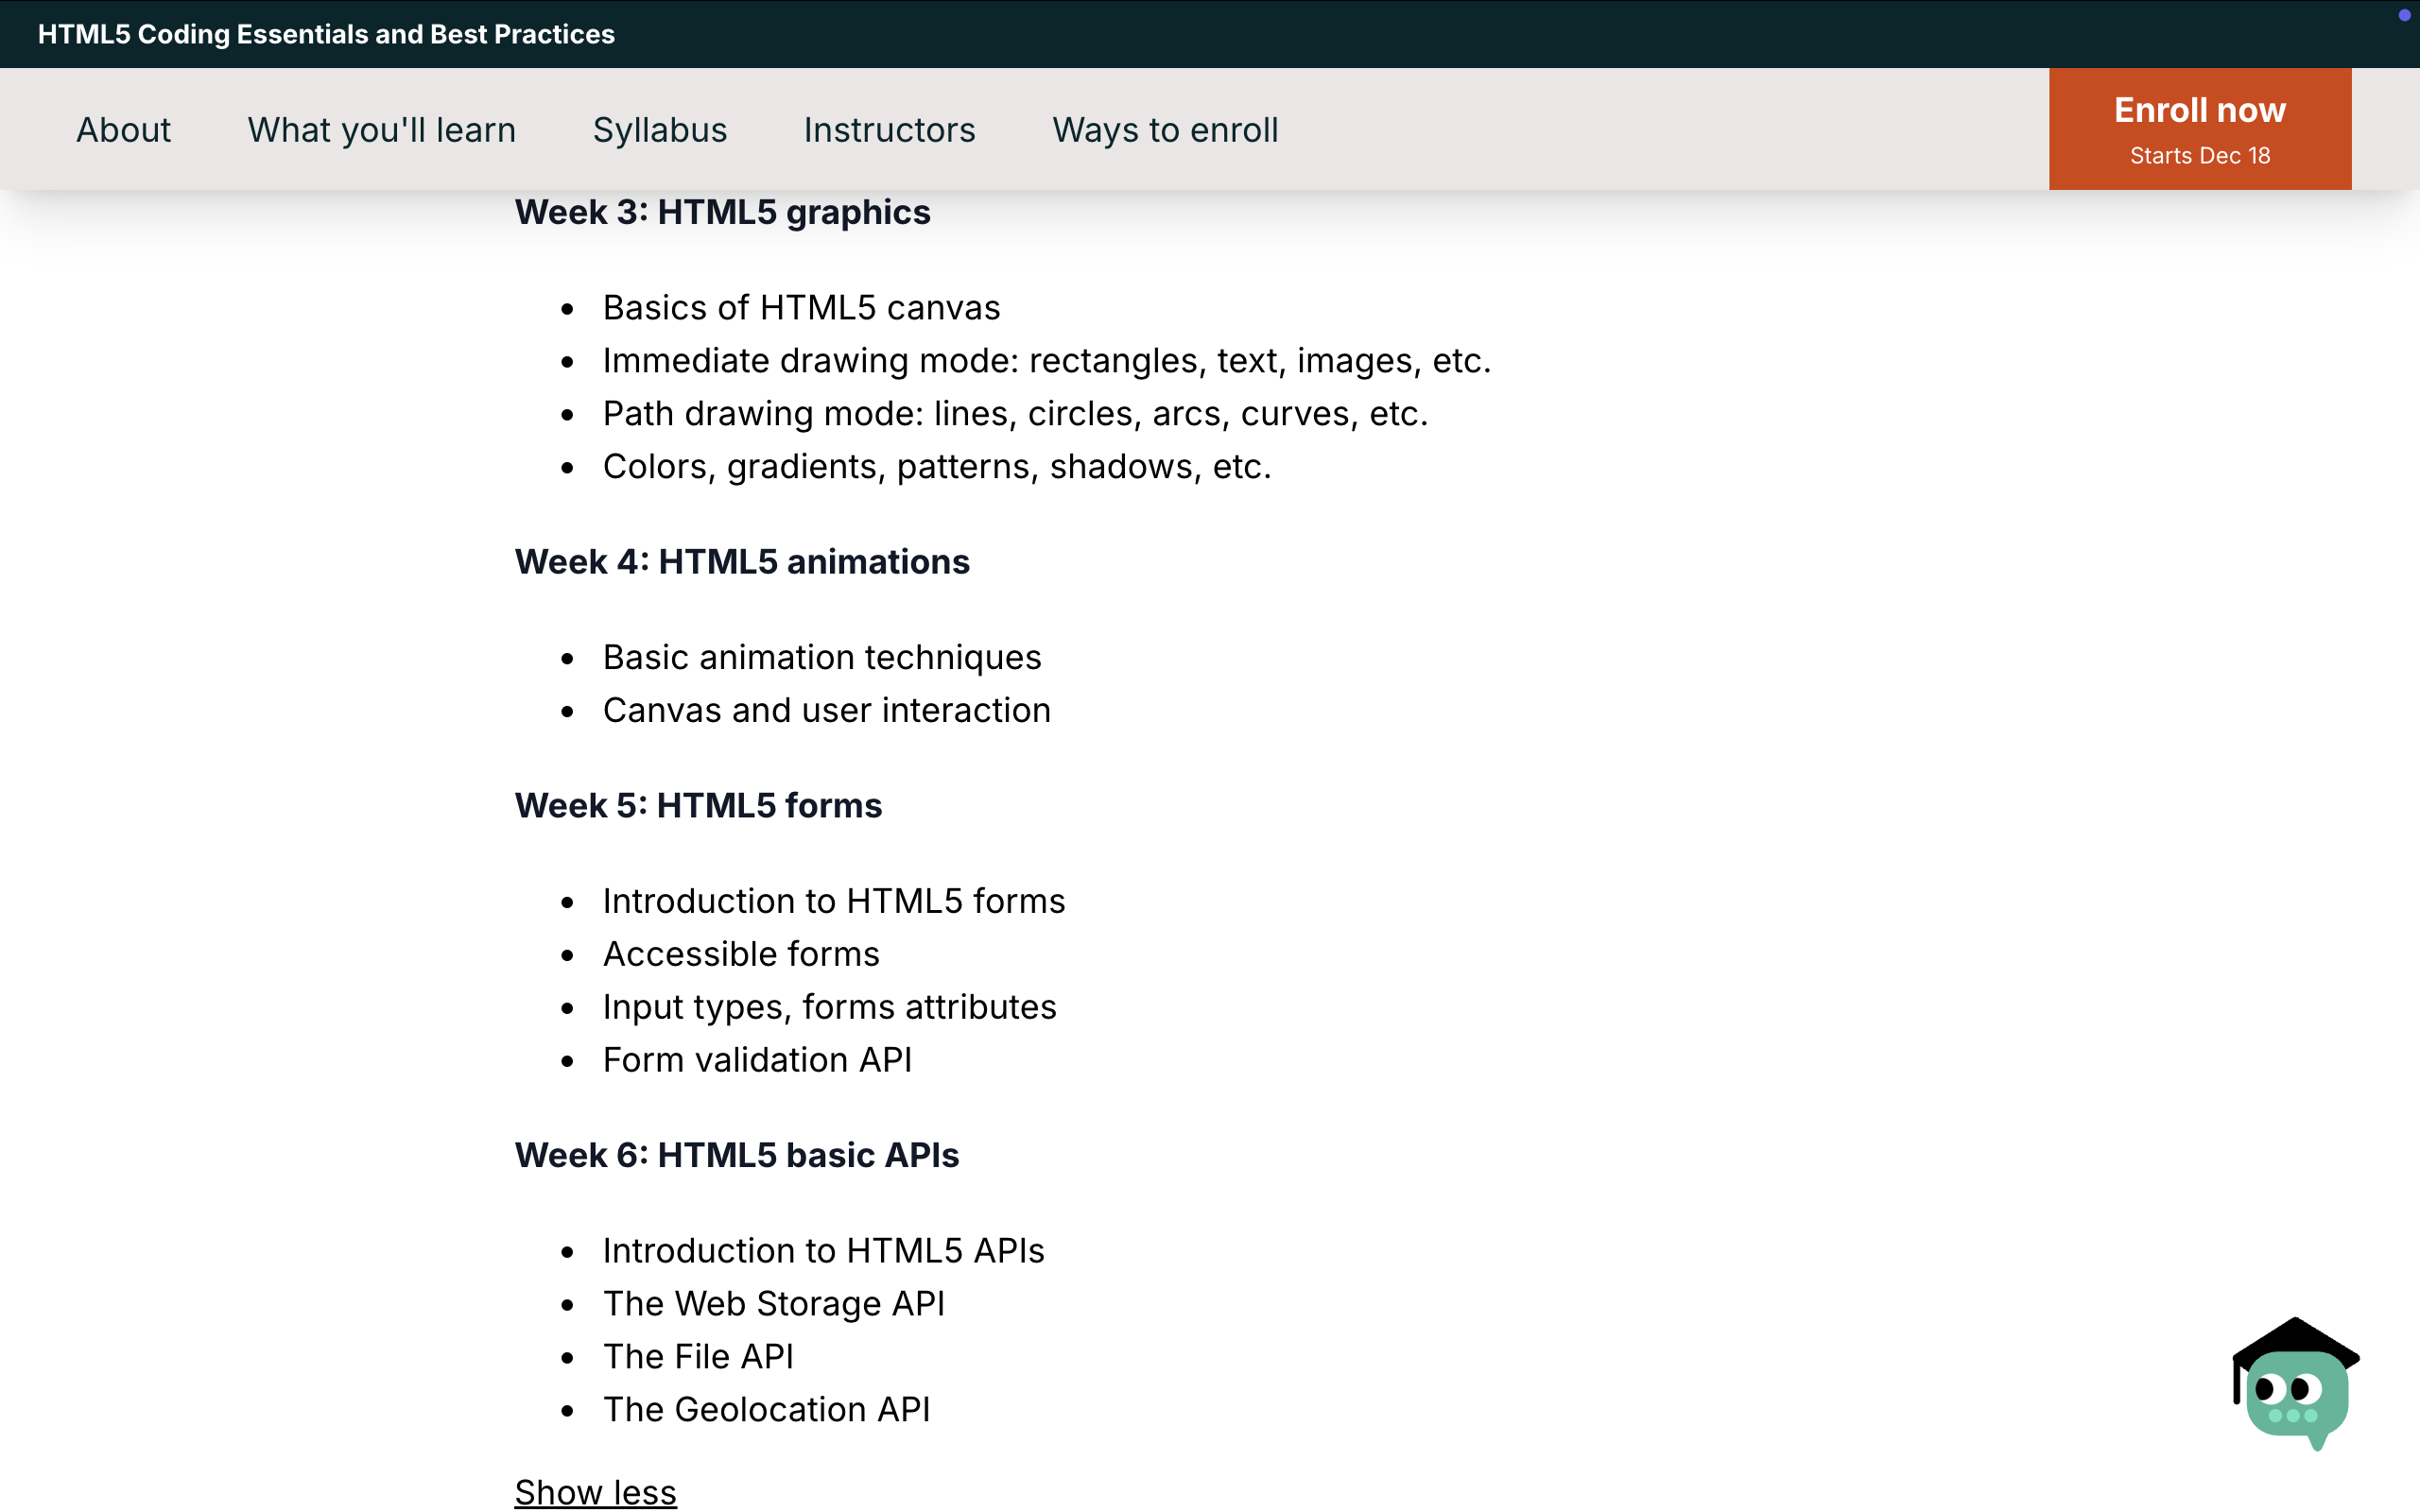 HTML5 Coding Essentials and Best Practices
About
What you'll learn
Syllabus
Instructors
Ways to enroll
Enroll now
Starts Dec 18
Week 3: HTML5 graphics
Basics of HTML5 canvas
Immediate drawing mode: rectangles, text, images, etc.
Path drawing mode: lines, circles, arcs, curves, etc.
Colors, gradients, patterns, shadows, etc.
Week 4: HTML5 animations
Basic animation techniques
Canvas and user interaction
Week 5: HTML5 forms
Introduction to HTML5 forms
Accessible forms
Input types, forms attributes
Form validation API
Week 6: HTML5 basic APIs
Introduction to HTML5 APIs
The Web Storage API
The File API
The Geolocation API
Show less